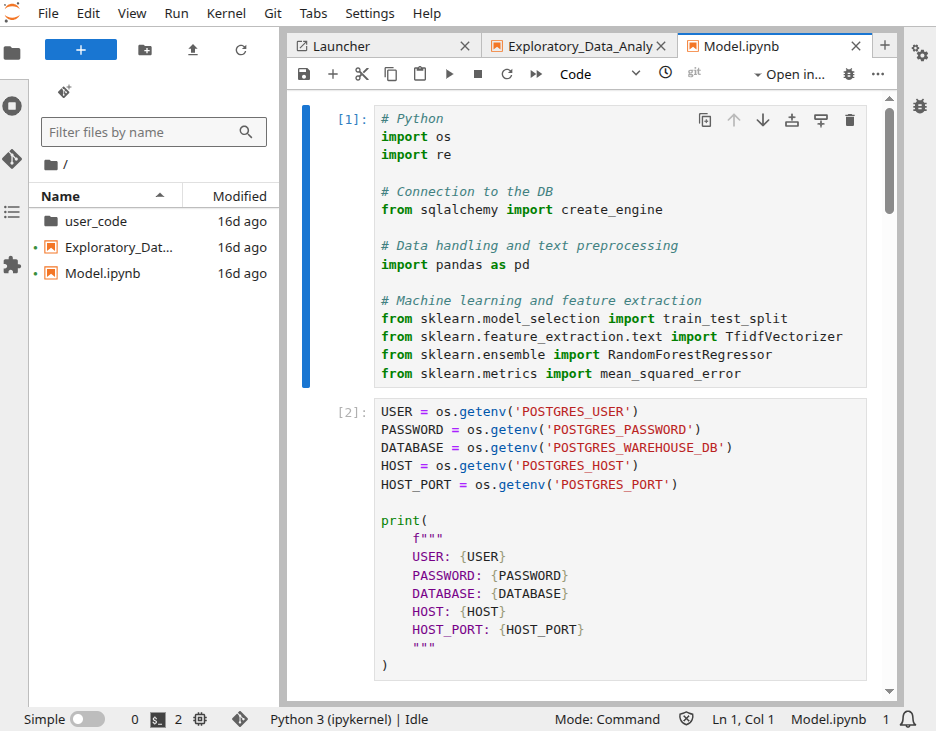 File Edit View Run Kernel Git Tabs Settings Help
Launcher
Exploratory_Data_Analy
Model.ipynb
Code
git
Open in...
Filter files by name
/
Name Modified
user_code 16d ago
Exploratory_Dat... 16d ago
Model.ipynb 16d ago
[1]:
# Python
import os
import re
# Connection to the DB
from sqlalchemy import create_engine
# Data handling and text preprocessing
import pandas as pd
# Machine learning and feature extraction
from sklearn.model_selection import train_test_split
from sklearn.feature_extraction.text import TfidfVectorizer
from sklearn.ensemble import RandomForestRegressor
from sklearn.metrics import mean_squared_error
[2]:
USER = os.getenv('POSTGRES_USER')
PASSWORD = os.getenv('POSTGRES_PASSWORD')
DATABASE = os.getenv('POSTGRES_WAREHOUSE_DB')
HOST = os.getenv('POSTGRES_HOST')
HOST_PORT = os.getenv('POSTGRES_PORT')
print(
f"""
USER: {USER}
PASSWORD: {PASSWORD}
DATABASE: {DATABASE}
HOST: {HOST}
HOST_PORT: {HOST_PORT}
"""
)
Simple 0 $_ 2 Python 3 (ipykernel) | Idle Mode: Command Ln 1, Col 1 Model.ipynb 1